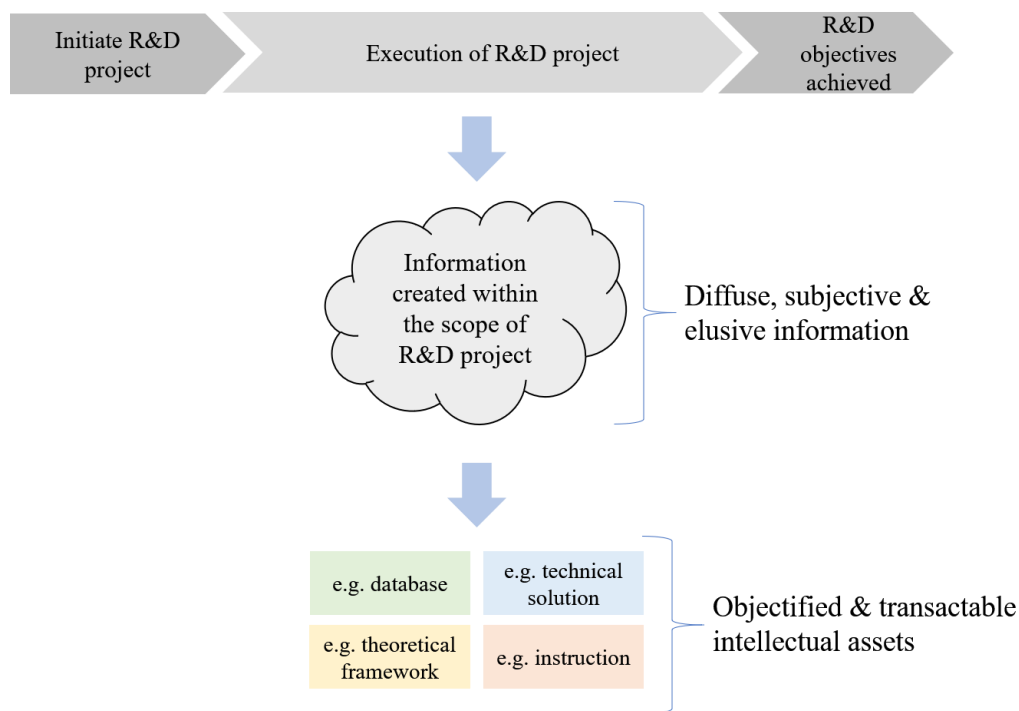 Initiate R&D
project
Execution of R&D project
R&D
objectives
achieved
Information
created within
the scope of
R&D project
Diffuse, subjective &
elusive information
e.g. database
e.g. technical
solution
e.g. theoretical
framework
e.g. instruction
Objectified & transactable
intellectual assets